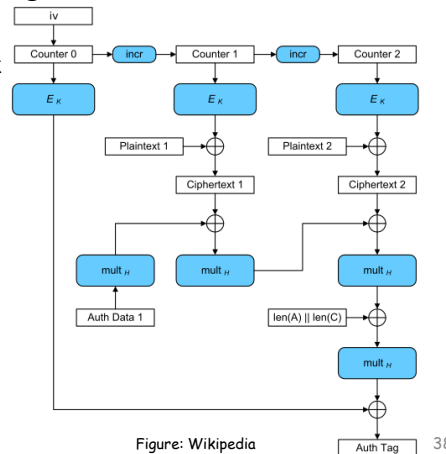 iv
Counter 0
incr
Counter 1
incr
Counter 2
E K
E K
E K
Plaintext 1
Plaintext 2
Ciphertext 1
Ciphertext 2
mult H
mult H
mult H
Auth Data 1
len(A) || len(C)
mult H
Figure: Wikipedia
Auth Tag
38